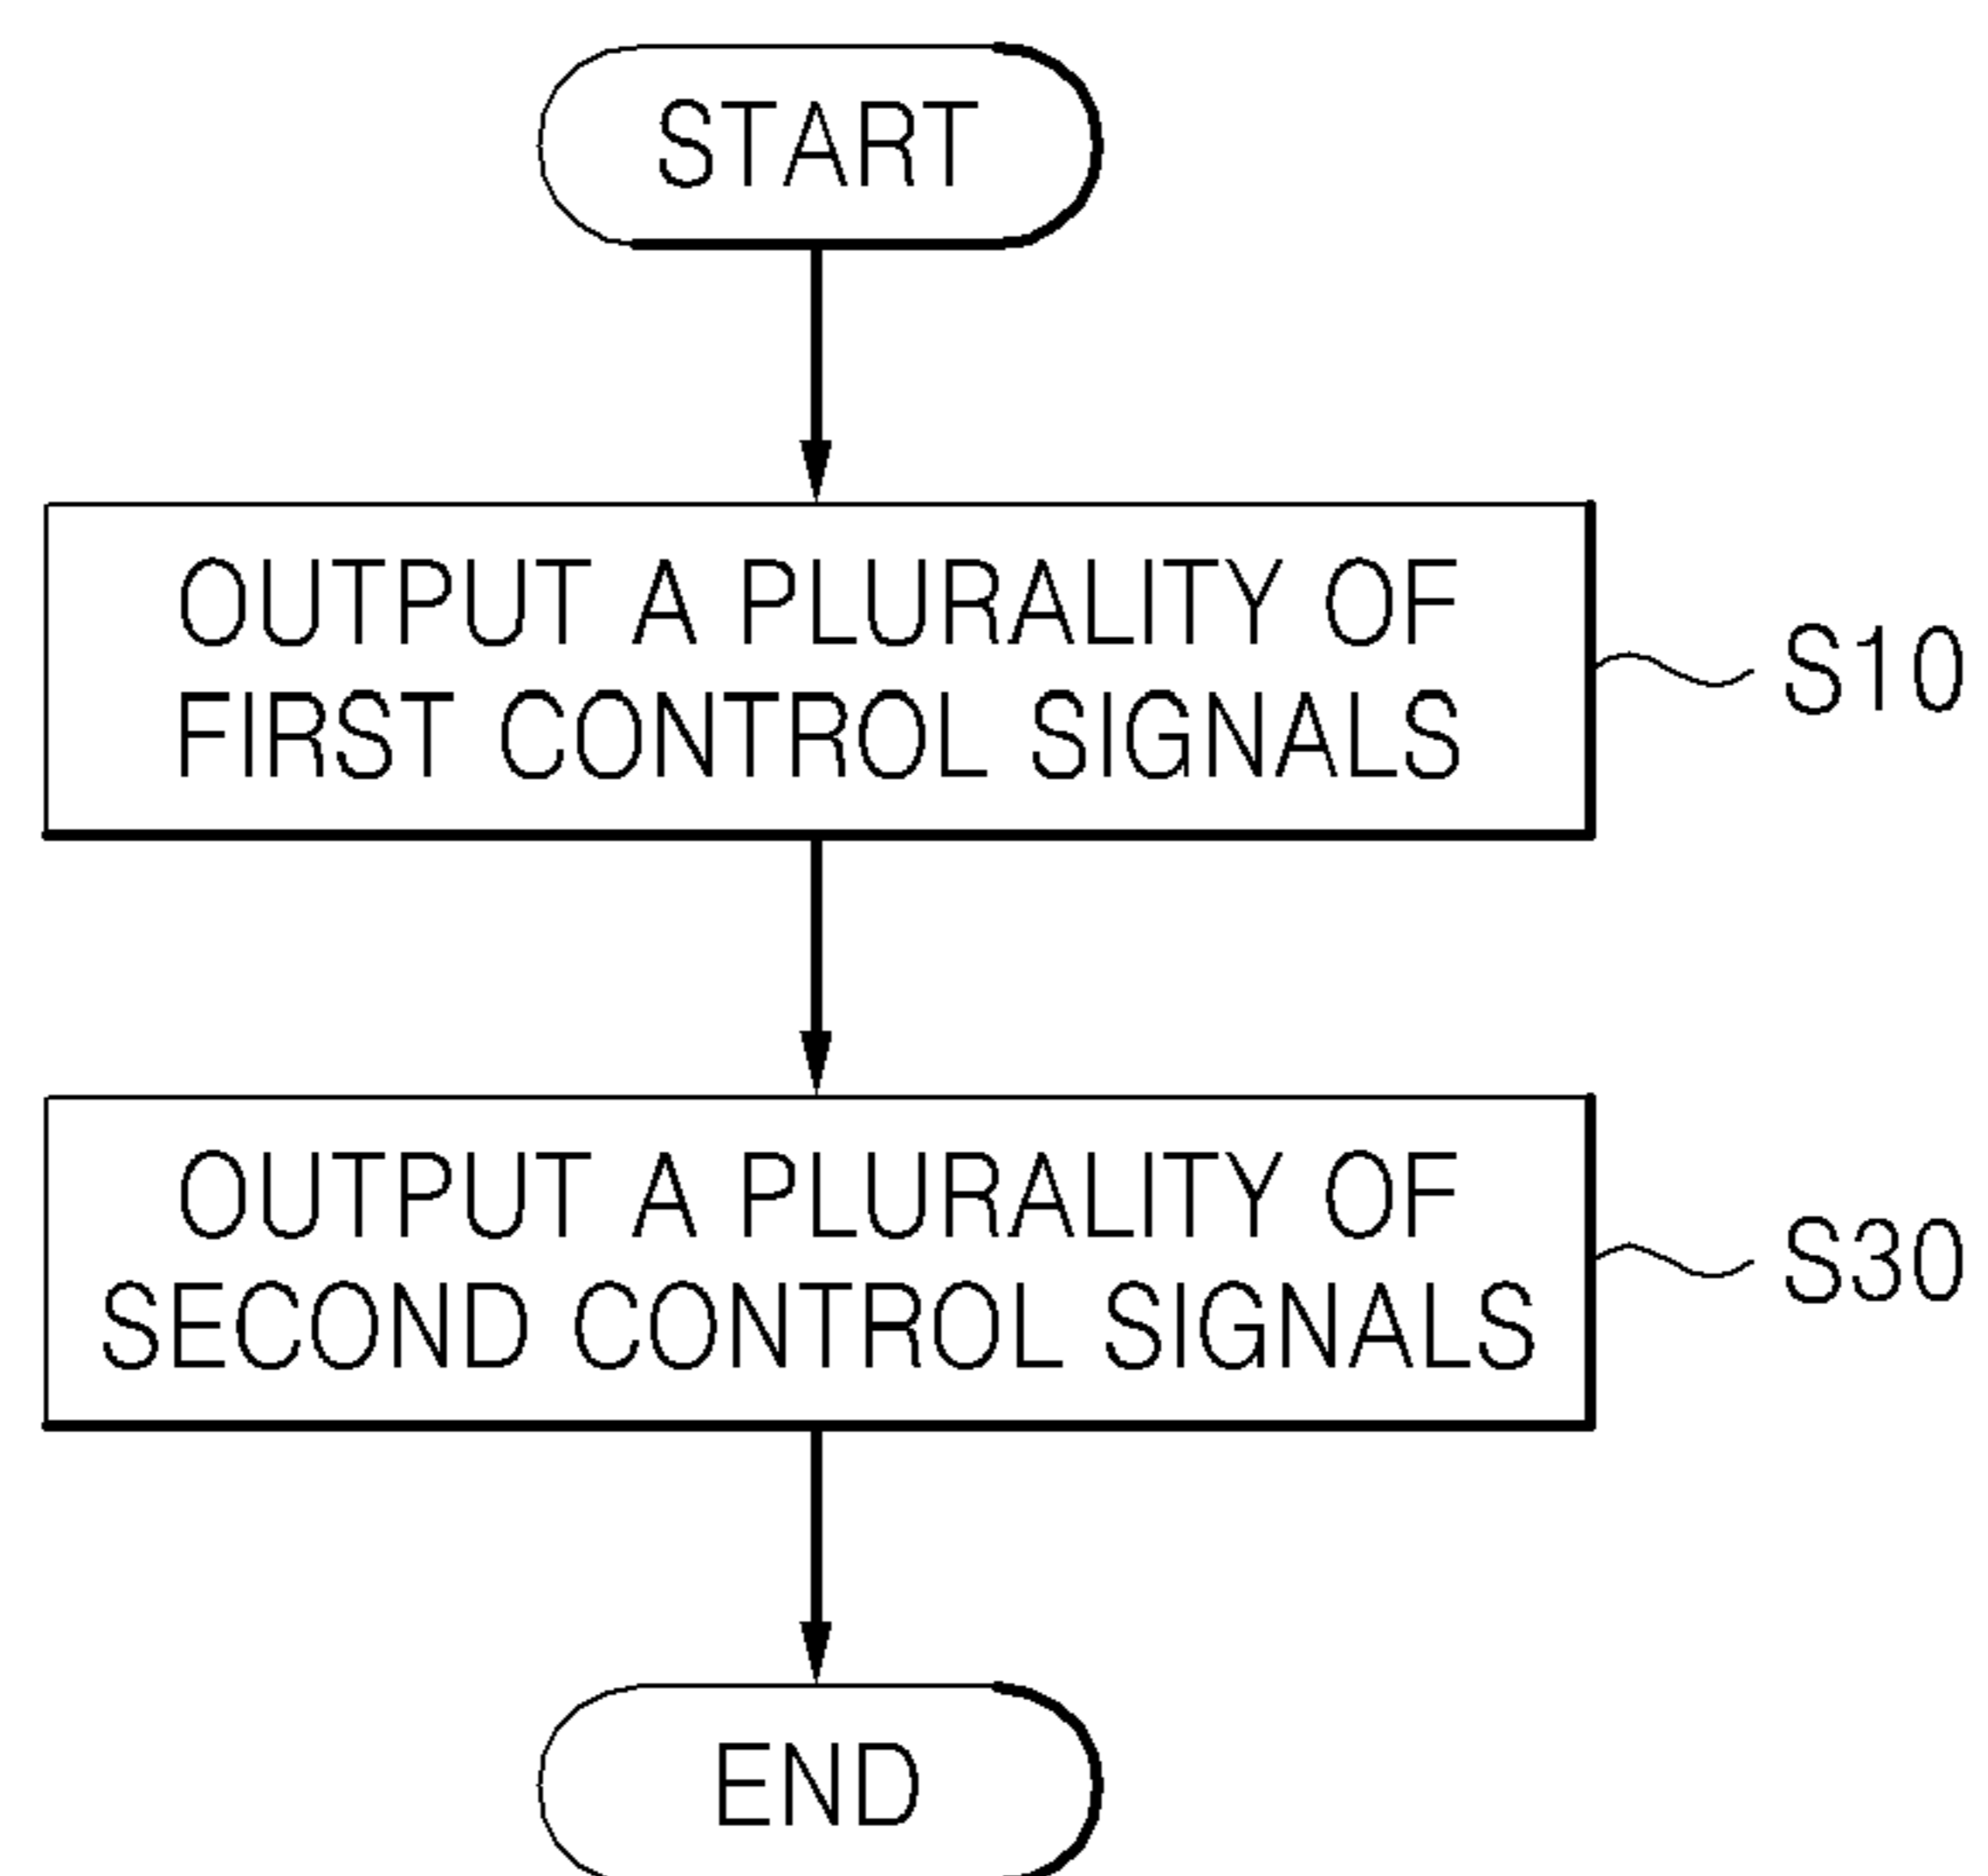 START
OUTPUT A PLURALITY OF
FIRST CONTROL SIGNALS
S10
OUTPUT A PLURALITY OF
SECOND CONTROL SIGNALS
S30
END